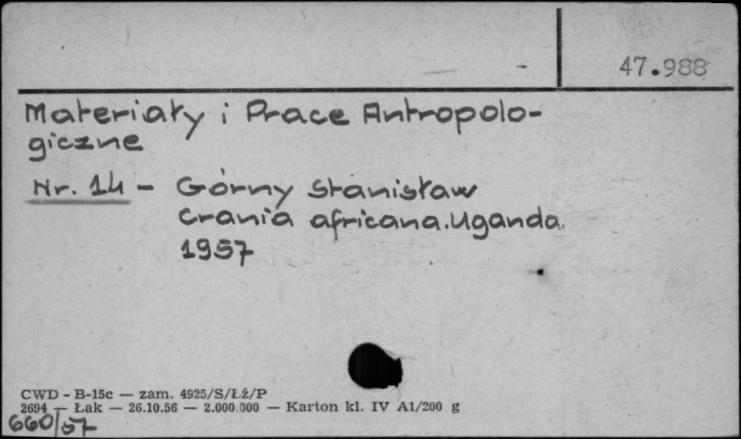 47.988
Materiały i Prace Antropolo-
giczne
Nr. 14 - Górny Stanisław
Crania africana. Uganda.
1957
CWD - B-15c — zam. 4925/S/Łż/P
2694 — Łak — 26.10.56 — 2.000.000 — Karton kl. IV A1/200 g
660/57